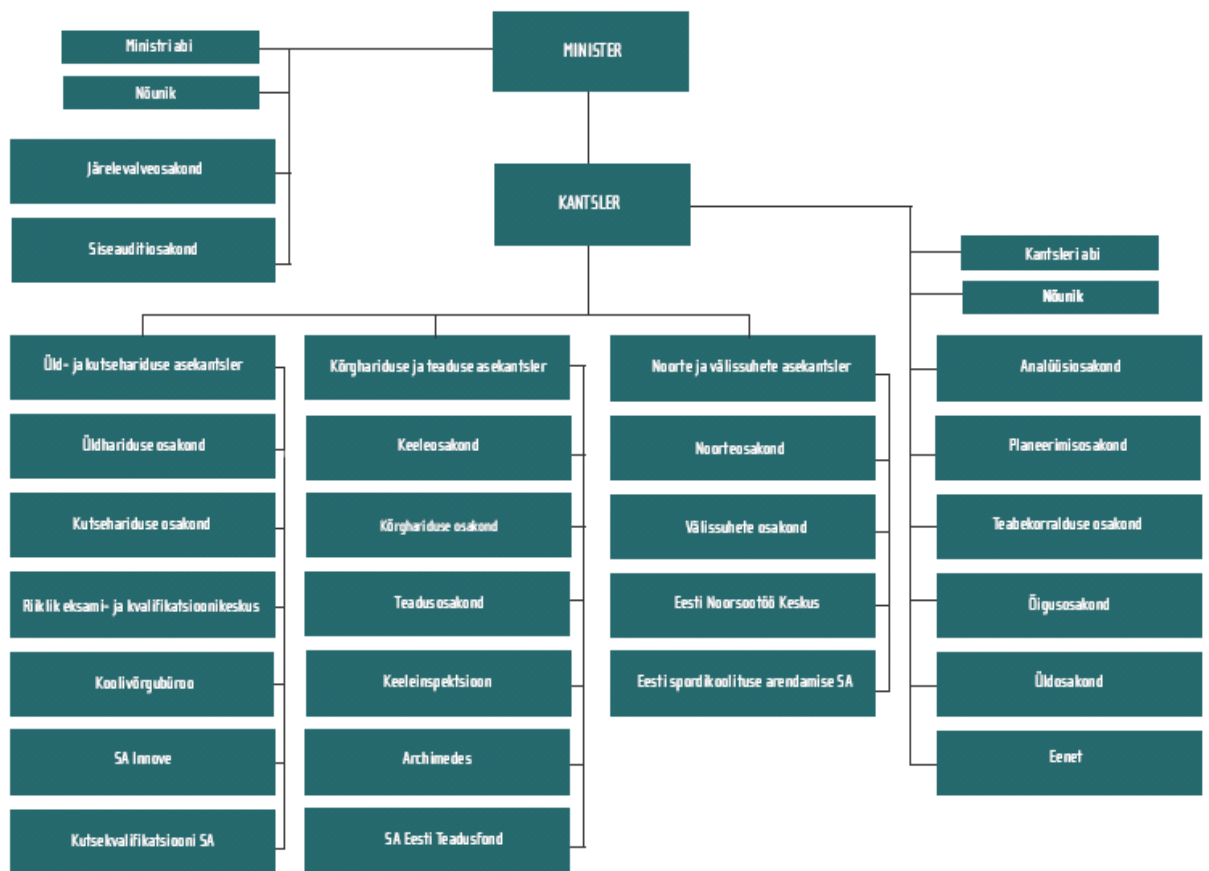 MINISTER
Ministri abi
Nõunik
Järelevalveosakond
Siseauditiosakond
KANTSLER
Kantsleri abi
Nõunik
Analüüsiosakond
Planeerimisosakond
Teabekorralduse osakond
Õigusosakond
Üldosakond
Eenet
Üld- ja kutsehariduse asekantsler
Üldhariduse osakond
Kutsehariduse osakond
Riiklik eksami- ja kvalifikatsioonikeskus
Koolivõrgubüroo
SA Innove
Kutsekvalifikatsiooni SA
Kõrghariduse ja teaduse asekantsler
Keeleosakond
Kõrghariduse osakond
Teadusosakond
Keeleinspektsioon
Archimedes
SA Eesti Teadusfond
Noorte ja välissuhete asekantsler
Noorteosakond
Välissuhete osakond
Eesti Noorsootöö Keskus
Eesti spordikoolituse arendamise SA